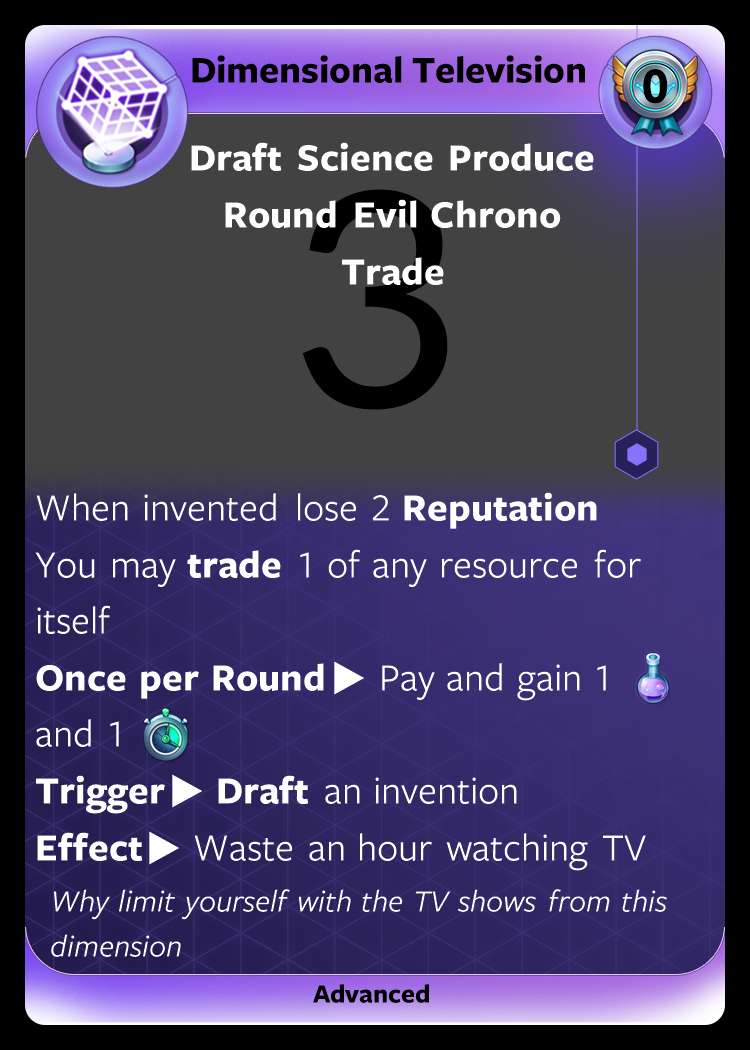 Dimensional Television
0
Draft Science Produce
Round Evil Chrono
Trade
3
When invented lose 2 Reputation
You may trade 1 of any resource for
itself
Once per Round▶ Pay and gain 1
and 1
Trigger▶ Draft an invention
Effect▶ Waste an hour watching TV
Why limit yourself with the TV shows from this
dimension
Advanced